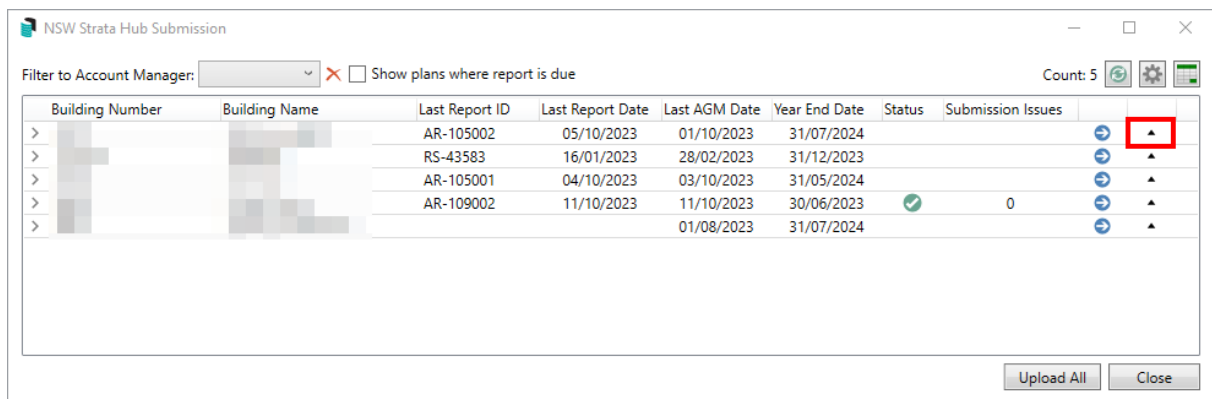 NSW Strata Hub Submission
Filter to Account Manager: Show plans where report is due Count: 5
Building Number Building Name Last Report ID Last Report Date Last AGM Date Year End Date Status Submission Issues
AR-105002 05/10/2023 01/10/2023 31/07/2024
RS-43583 16/01/2023 28/02/2023 31/12/2023
AR-105001 04/10/2023 03/10/2023 31/05/2024
AR-109002 11/10/2023 11/10/2023 30/06/2023 0
01/08/2023 31/07/2024
Upload All Close